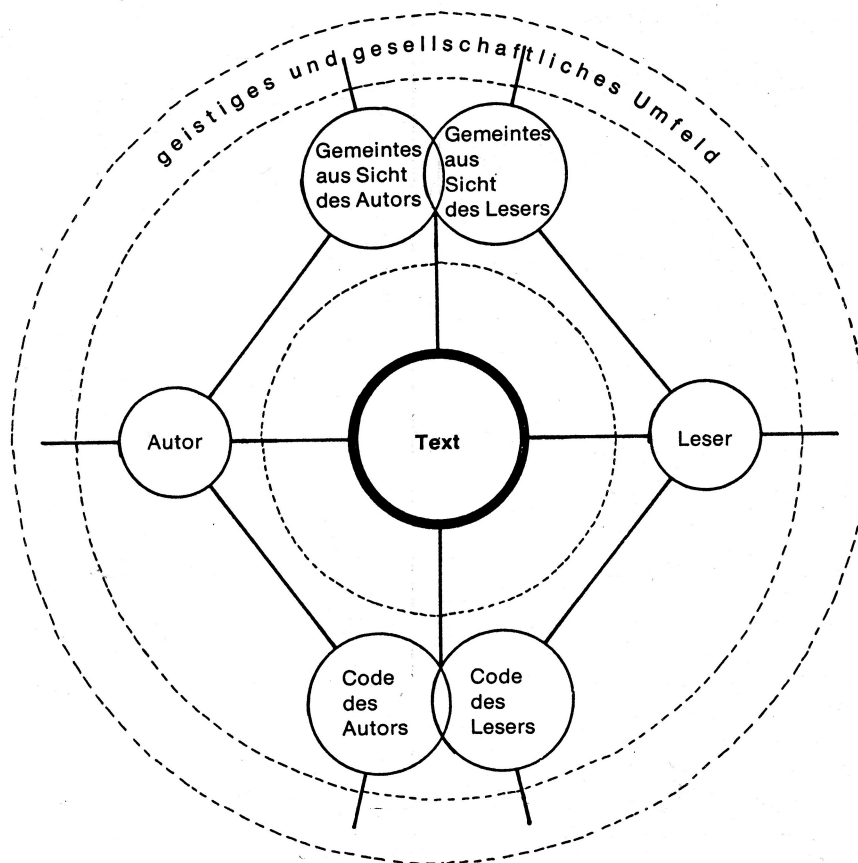 geistiges und gesellschaftliches Umfeld
Gemeintes
aus Sicht
des Autors
Gemeintes
aus
Sicht
des Lesers
Autor
Text
Leser
Code
des
Autors
Code
des
Lesers